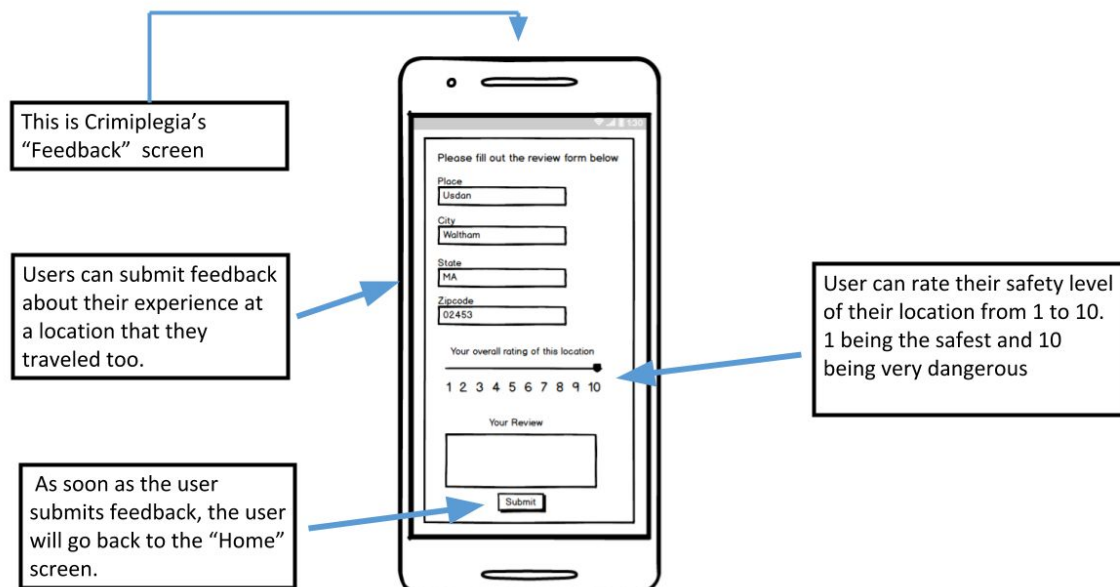 This is Crimiplegia’s
“Feedback” screen
Users can submit feedback
about their experience at
a location that they
traveled too.
As soon as the user
submits feedback, the user
will go back to the “Home”
screen.
1:30
Please fill out the review form below
Place
Usdan
City
Waltham
State
MA
Zipcode
02453
Your overall rating of this location
1 2 3 4 5 6 7 8 9 10
Your Review
Submit
User can rate their safety level
of their location from 1 to 10.
1 being the safest and 10
being very dangerous